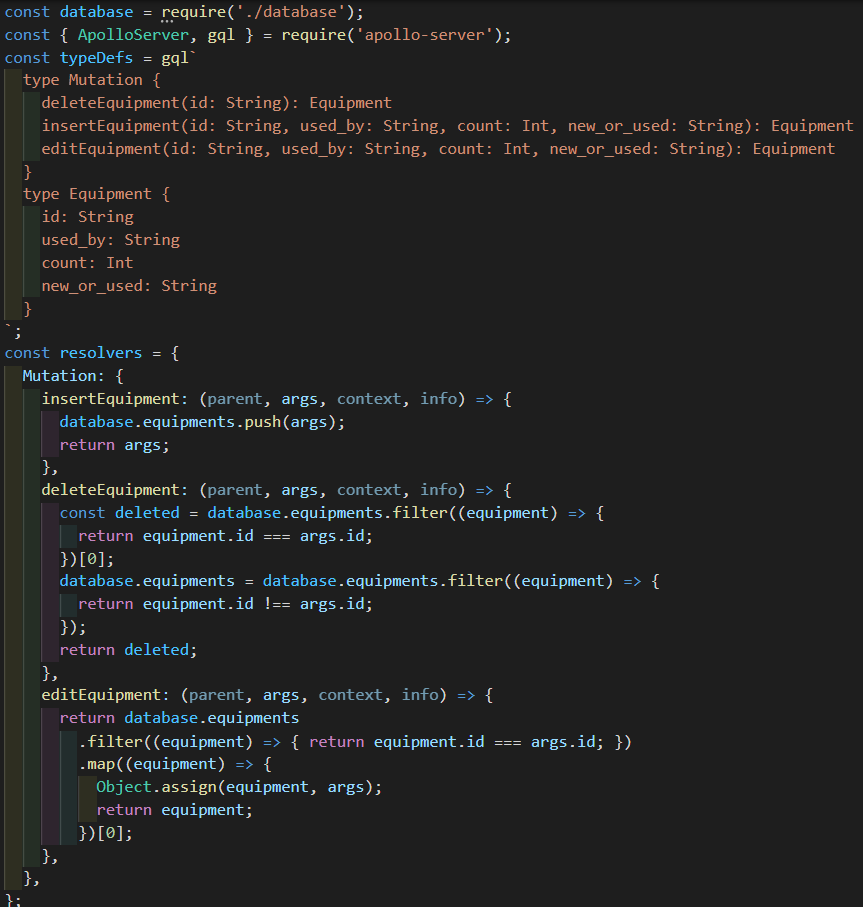 const database = require('./database');
const { ApolloServer, gql } = require('apollo-server');
const typeDefs = gql`
  type Mutation {
    deleteEquipment(id: String): Equipment
    insertEquipment(id: String, used_by: String, count: Int, new_or_used: String): Equipment
    editEquipment(id: String, used_by: String, count: Int, new_or_used: String): Equipment
  }
  type Equipment {
    id: String
    used_by: String
    count: Int
    new_or_used: String
  }
`;
const resolvers = {
  Mutation: {
    insertEquipment: (parent, args, context, info) => {
      database.equipments.push(args);
      return args;
    },
    deleteEquipment: (parent, args, context, info) => {
      const deleted = database.equipments.filter((equipment) => {
        return equipment.id === args.id;
      })[0];
      database.equipments = database.equipments.filter((equipment) => {
        return equipment.id !== args.id;
      });
      return deleted;
    },
    editEquipment: (parent, args, context, info) => {
      return database.equipments
        .filter((equipment) => { return equipment.id === args.id; })
        .map((equipment) => {
          Object.assign(equipment, args);
          return equipment;
        })[0];
    },
  },
};